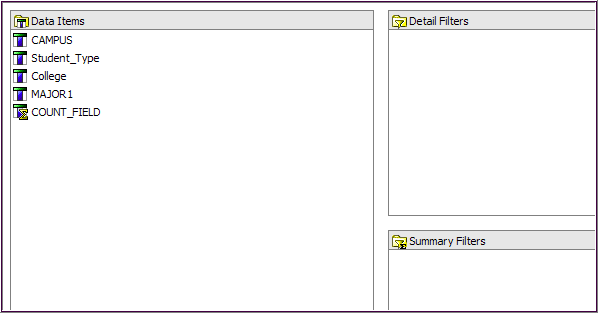 Data Items
CAMPUS
Student_Type
College
MAJOR1
COUNT_FIELD
Detail Filters
Summary Filters